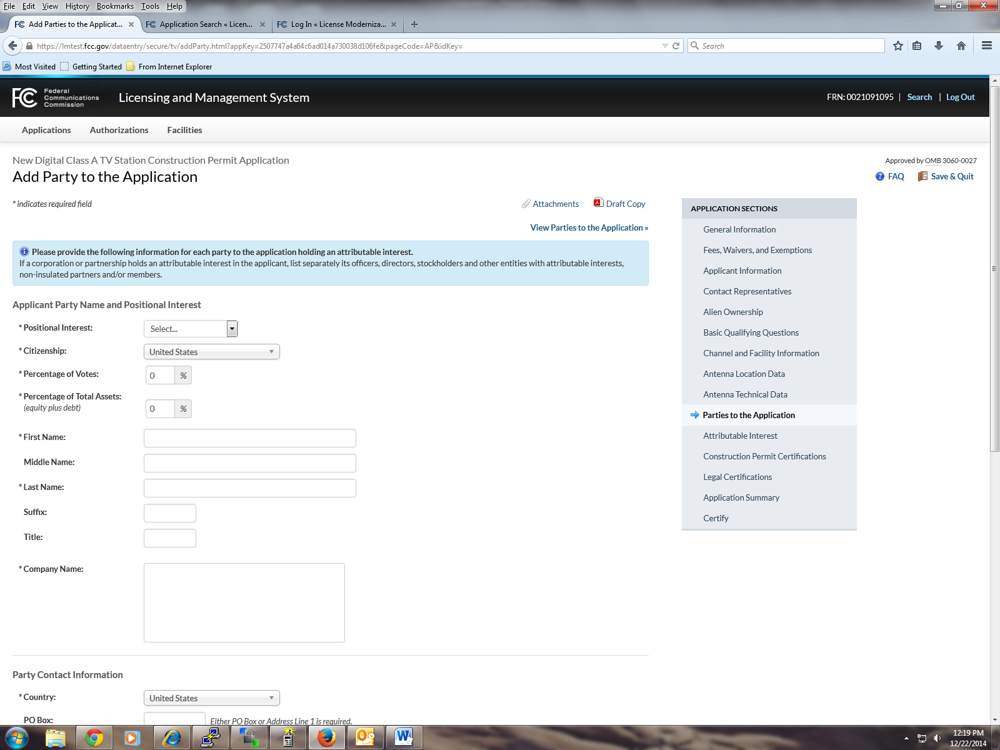 File Edit View History Bookmarks Tools Help
Add Parties to the Applicat...
Application Search « Licen...
Log In « License Moderniza...
https://lmtest.fcc.gov/dataentry/secure/tv/addParty.html?appKey=2507747a4a64c6ad014a730038d106fe&pageCode=AP&idKey=
Search
Most Visited Getting Started From Internet Explorer
FCC Federal Communications Commission
Licensing and Management System
FRN: 0021091095 | Search | Log Out
Applications Authorizations Facilities
New Digital Class A TV Station Construction Permit Application
Approved by OMB 3060-0027
Add Party to the Application
FAQ Save & Quit
* indicates required field
Attachments Draft Copy
View Parties to the Application »
Please provide the following information for each party to the application holding an attributable interest.
If a corporation or partnership holds an attributable interest in the applicant, list separately its officers, directors, stockholders and other entities with attributable interests,
non-insulated partners and/or members.
Applicant Party Name and Positional Interest
* Positional Interest: Select...
* Citizenship: United States
* Percentage of Votes: 0 %
* Percentage of Total Assets:
(equity plus debt) 0 %
* First Name:
Middle Name:
* Last Name:
Suffix:
Title:
* Company Name:
Party Contact Information
* Country: United States
PO Box: Either PO Box or Address Line 1 is required.
APPLICATION SECTIONS
General Information
Fees, Waivers, and Exemptions
Applicant Information
Contact Representatives
Alien Ownership
Basic Qualifying Questions
Channel and Facility Information
Antenna Location Data
Antenna Technical Data
Parties to the Application
Attributable Interest
Construction Permit Certifications
Legal Certifications
Application Summary
Certify
12:19 PM
12/22/2014